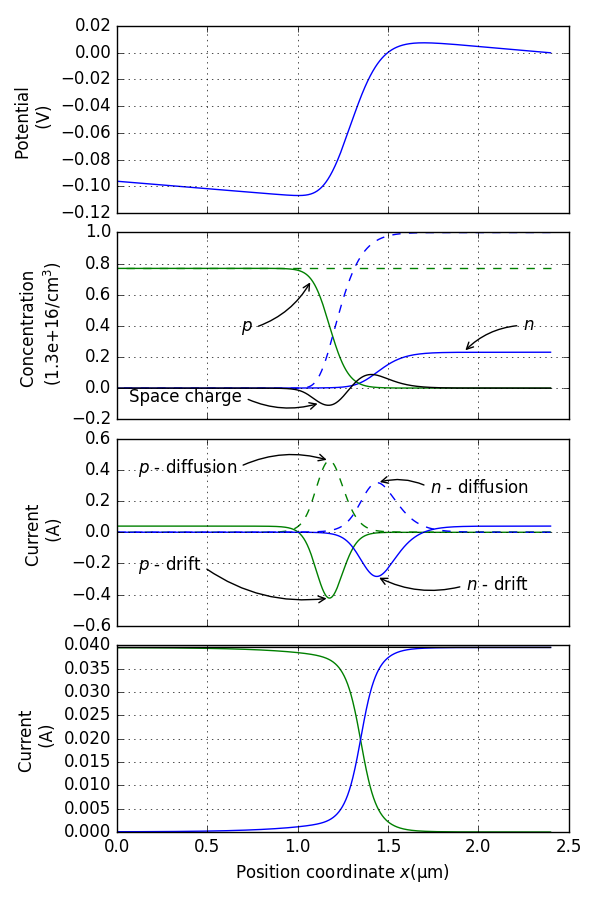 0.02
0.00
−0.02
−0.04
−0.06
−0.08
−0.10
−0.12
Potential
(V)
1.0
0.8
0.6
0.4
0.2
0.0
−0.2
Concentration
(1.3e+16/cm³)
p
n
Space charge
0.6
0.4
0.2
0.0
−0.2
−0.4
−0.6
Current
(A)
p - diffusion
n - diffusion
p - drift
n - drift
0.040
0.035
0.030
0.025
0.020
0.015
0.010
0.005
0.000
Current
(A)
0.0 0.5 1.0 1.5 2.0 2.5
Position coordinate x(μm)